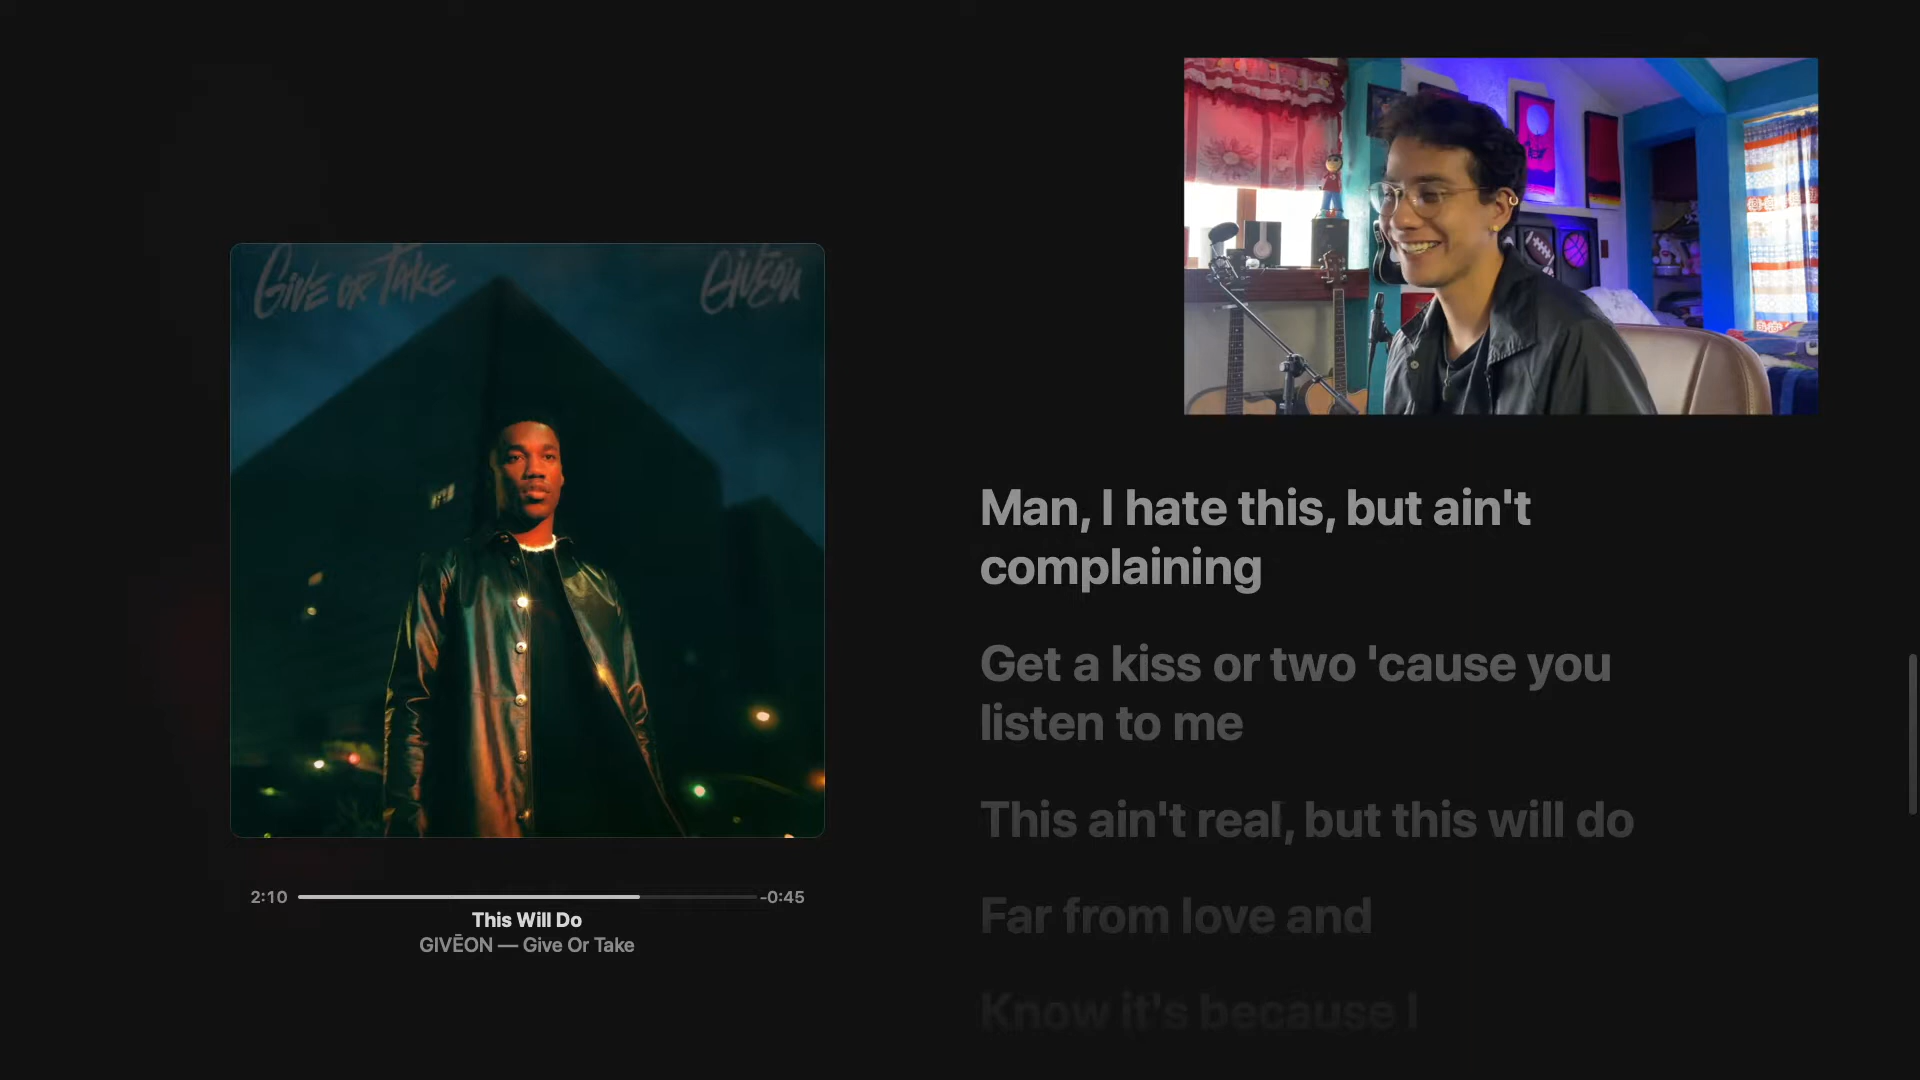 Give or Take
Givēon
2:10
-0:45
This Will Do
GIVĒON — Give Or Take
Man, I hate this, but ain't
complaining
Get a kiss or two 'cause you
listen to me
This ain't real, but this will do
Far from love and
Know it's because I